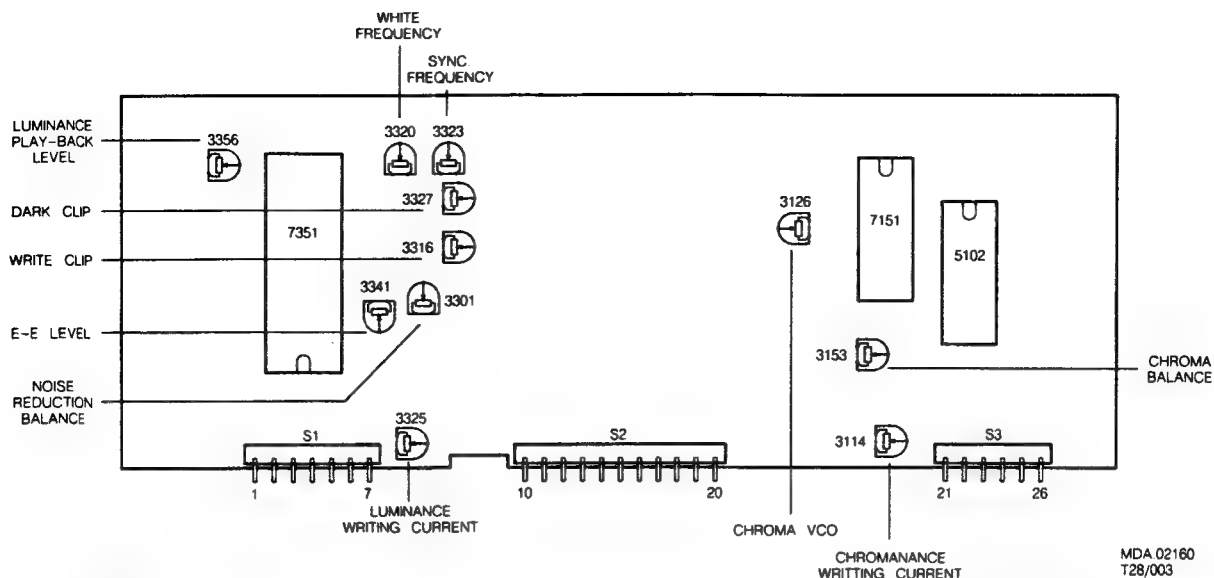 WHITE
FREQUENCY
SYNC.
FREQUENCY
LUMINANCE
PLAY-BACK
LEVEL
3356
3320
3323
DARK CLIP
3327
7351
WRITE CLIP
3316
3126
7151
5102
3341
3301
E-E LEVEL
3153
CHROMA
BALANCE
NOISE
REDUCTION
BALANCE
3325
3114
S1
S2
S3
1
7
10
20
21
26
LUMINANCE
WRITING CURRENT
CHROMA VCO
CHROMANANCE
WRITTING CURRENT
MDA.02160
T28/003